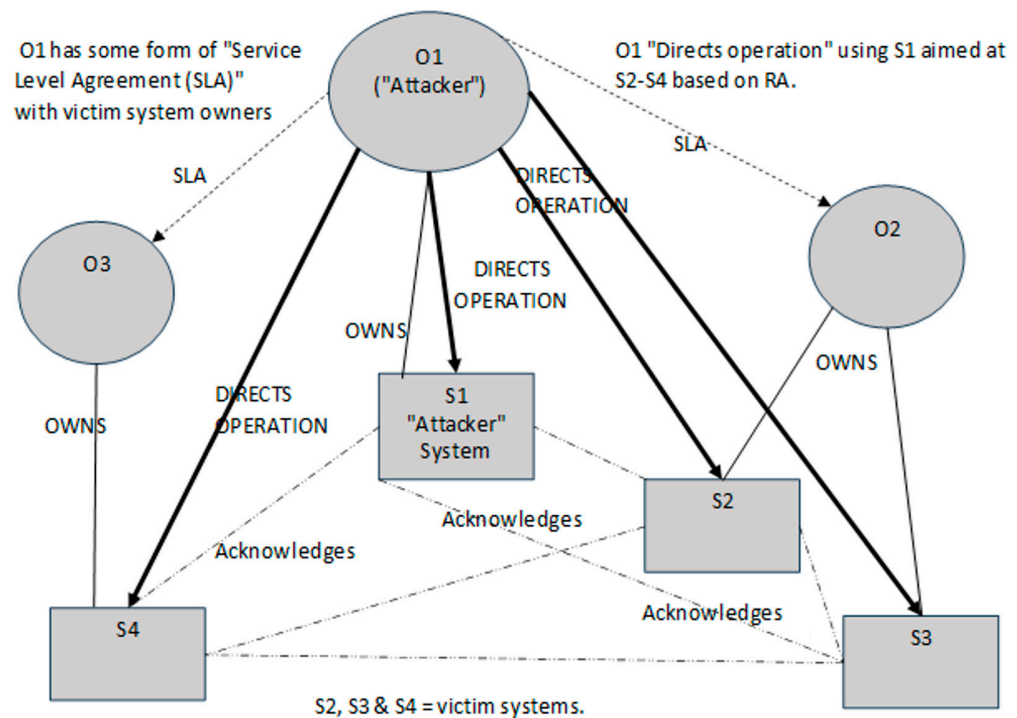 O1 has some form of "Service
Level Agreement (SLA)"
with victim system owners
O1
("Attacker")
O1 "Directs operation" using S1 aimed at
S2-S4 based on RA.
SLA
SLA
DIRECTS
OPERATION
O3
O2
DIRECTS
OPERATION
OWNS
OWNS
DIRECTS
OPERATION
OWNS
S1
"Attacker"
System
S2
Acknowledges
Acknowledges
Acknowledges
S4
S3
S2, S3 & S4 = victim systems.